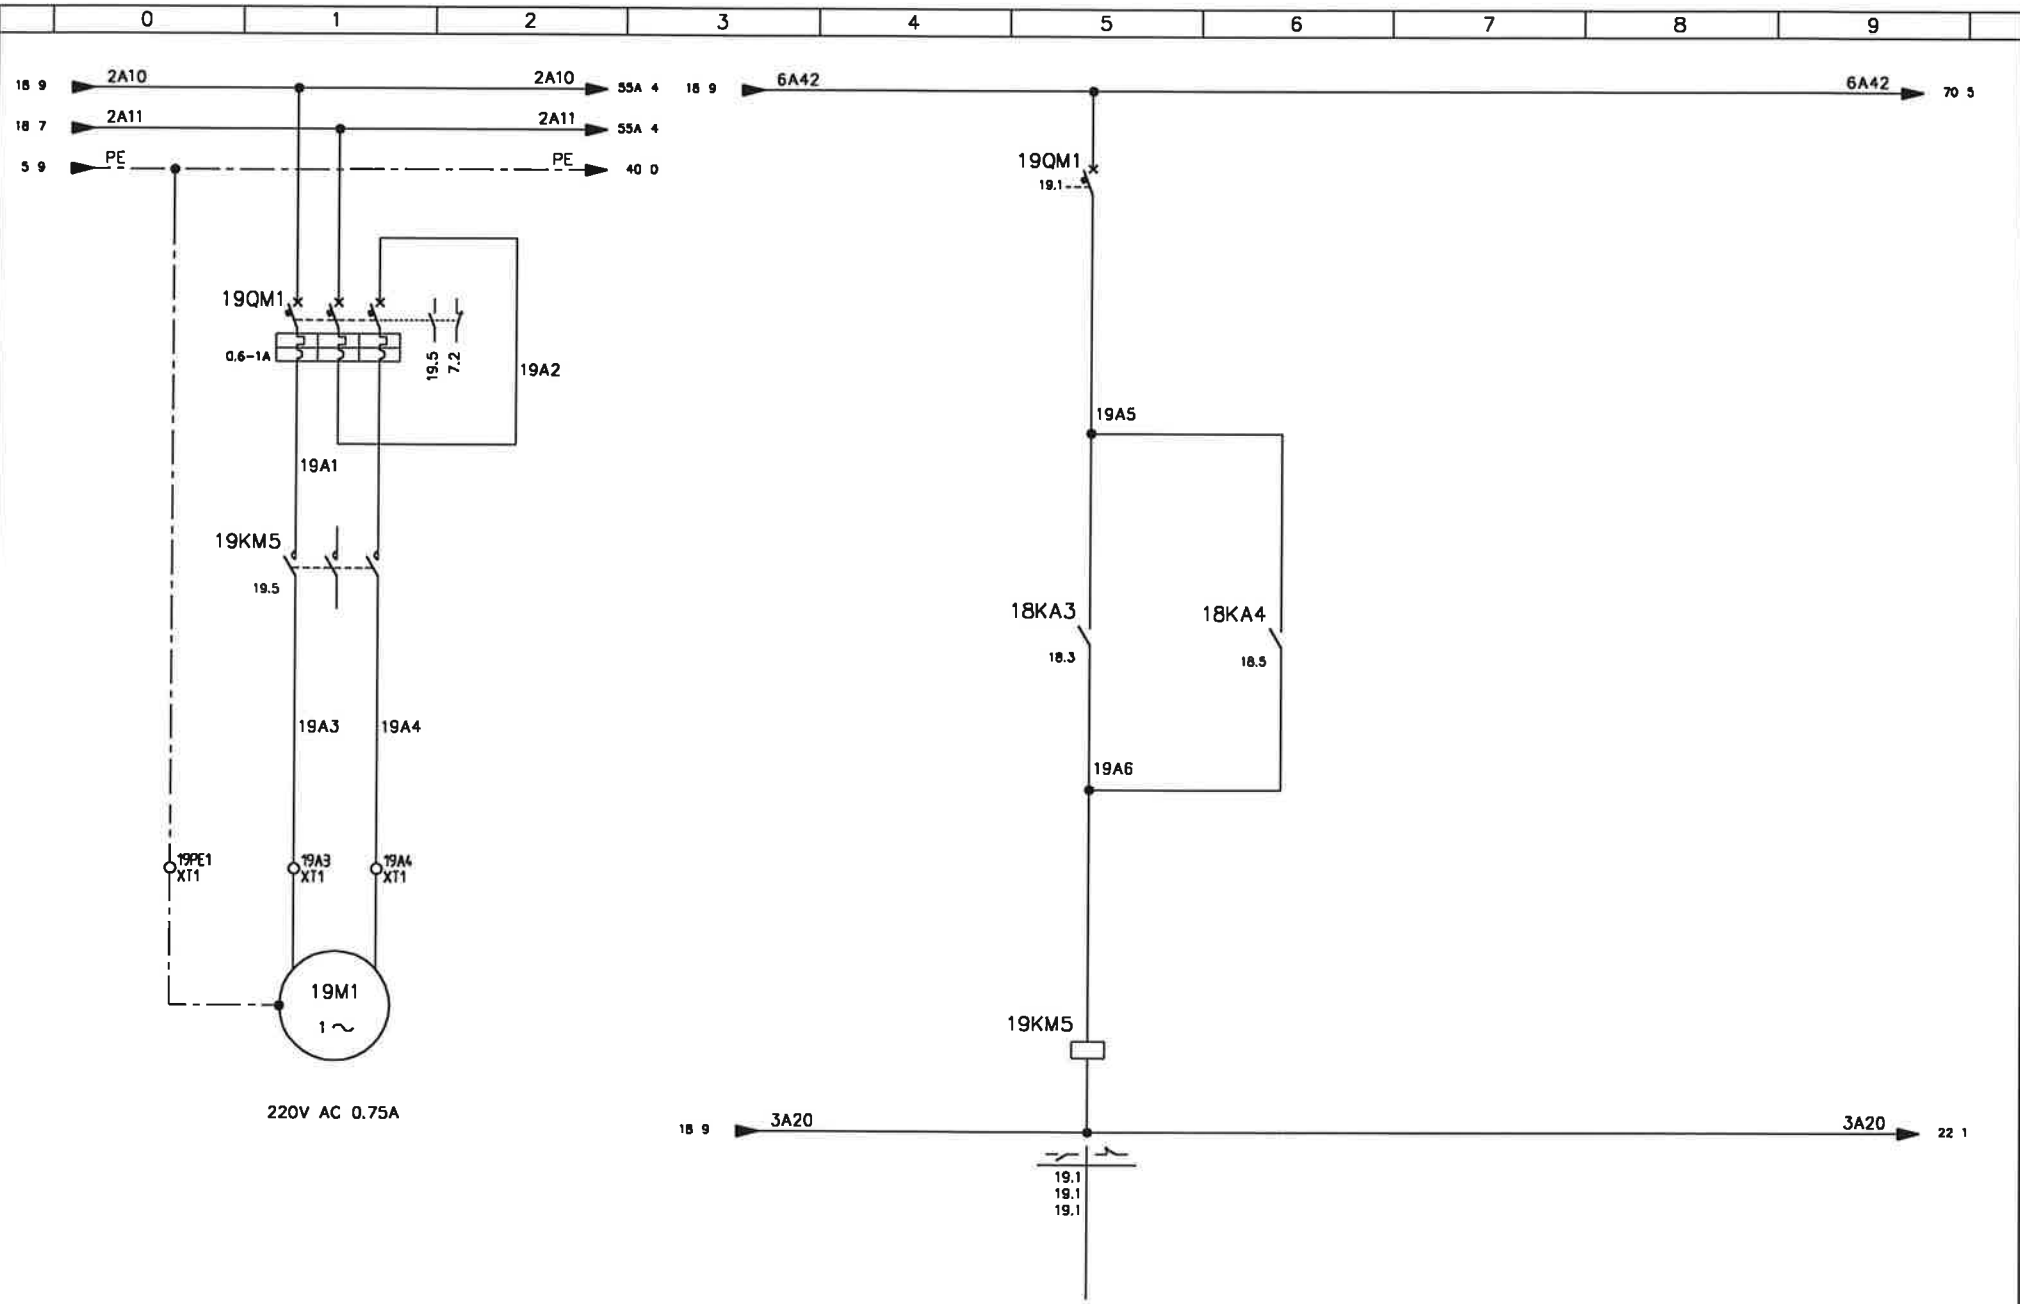 0 1 2 3 4 5 6 7 8 9
18 9 2A10 2A10 55A 4 18 9 6A42 6A42 70 5
18 7 2A11 2A11 55A 4
5 9 PE PE 40 0
19QM1
19.1
19QM1
0.6-1A
19.5
7.2
19A2
19A5
19A1
19KM5
19.5
18KA3
18.3
18KA4
18.5
19A3 19A4
19A6
19PE1
XT1
19A3
XT1
19A4
XT1
19M1
1~
19KM5
220V AC 0.75A
18 9 3A20 3A20 22 1
19.1
19.1
19.1